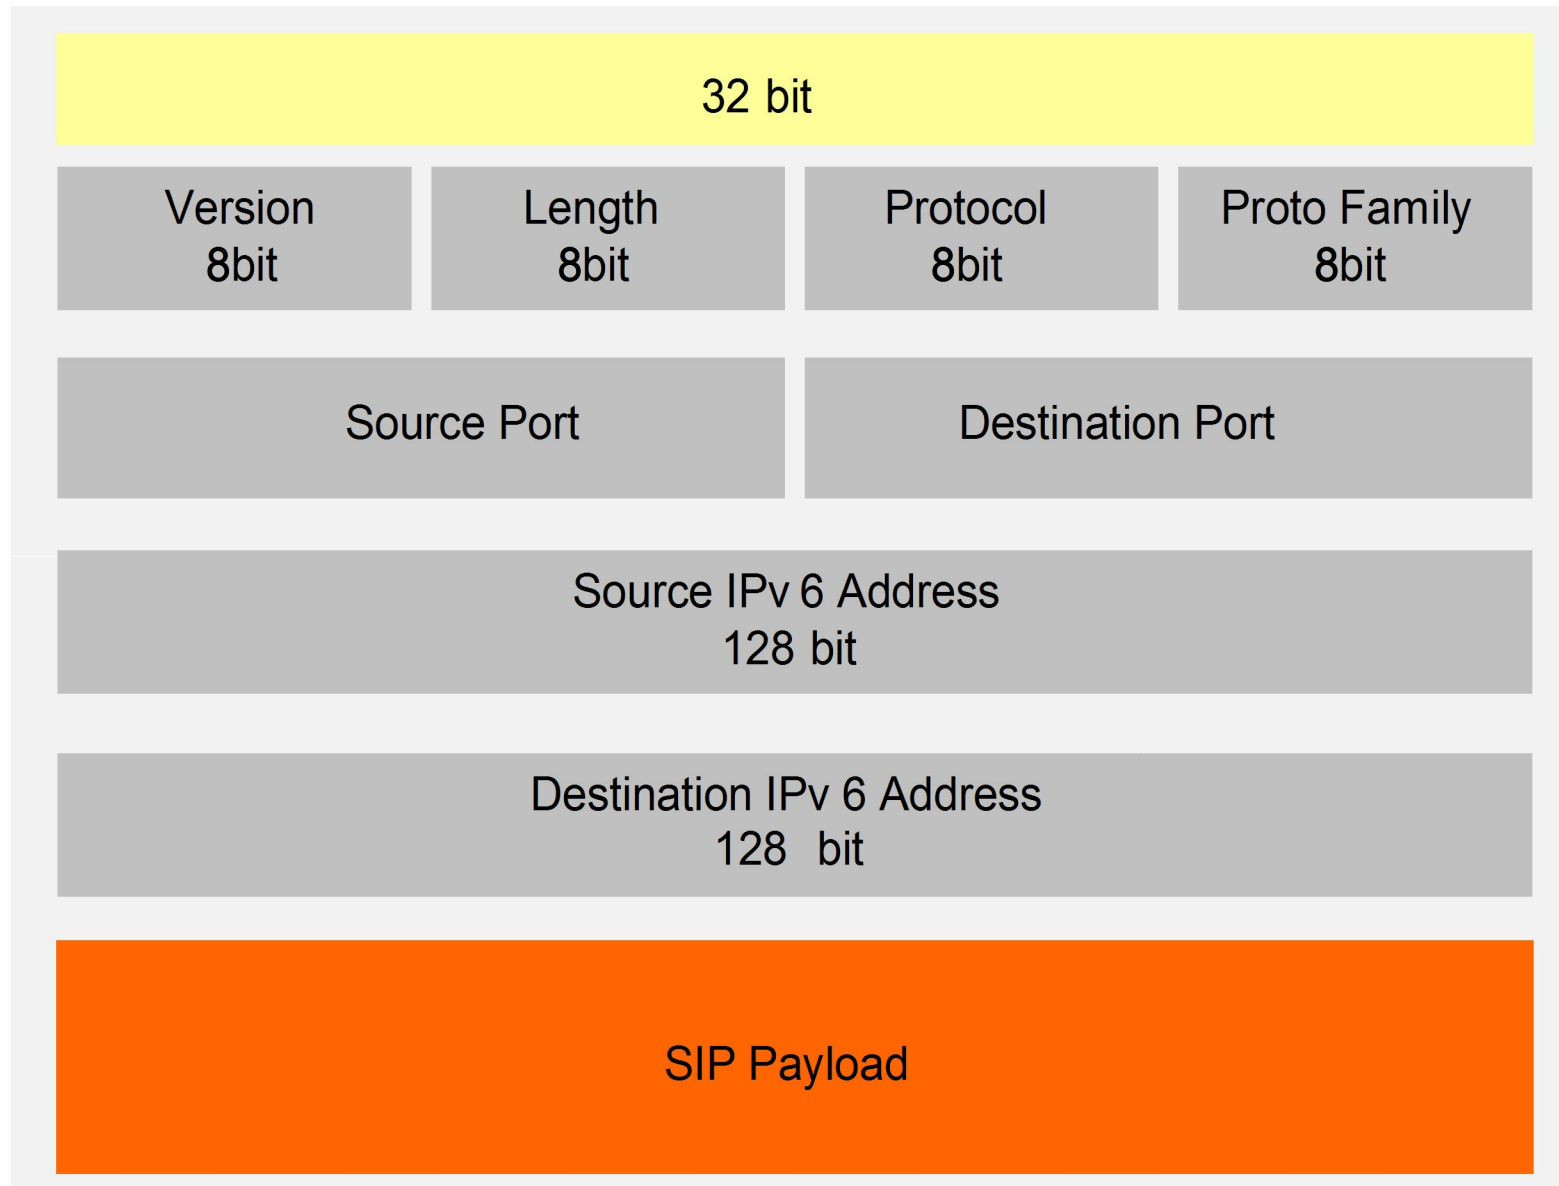 32 bit
Version
8bit
Length
8bit
Protocol
8bit
Proto Family
8bit
Source Port
Destination Port
Source IPv 6 Address
128 bit
Destination IPv 6 Address
128 bit
SIP Payload